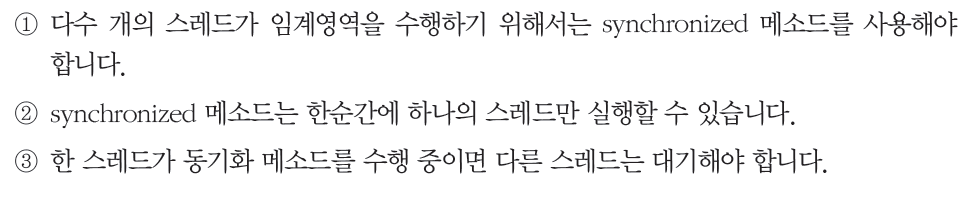 ① 다수 개의 스레드가 임계영역을 수행하기 위해서는 synchronized 메소드를 사용해야
합니다.
② synchronized 메소드는 한순간에 하나의 스레드만 실행할 수 있습니다.
③ 한 스레드가 동기화 메소드를 수행 중이면 다른 스레드는 대기해야 합니다.